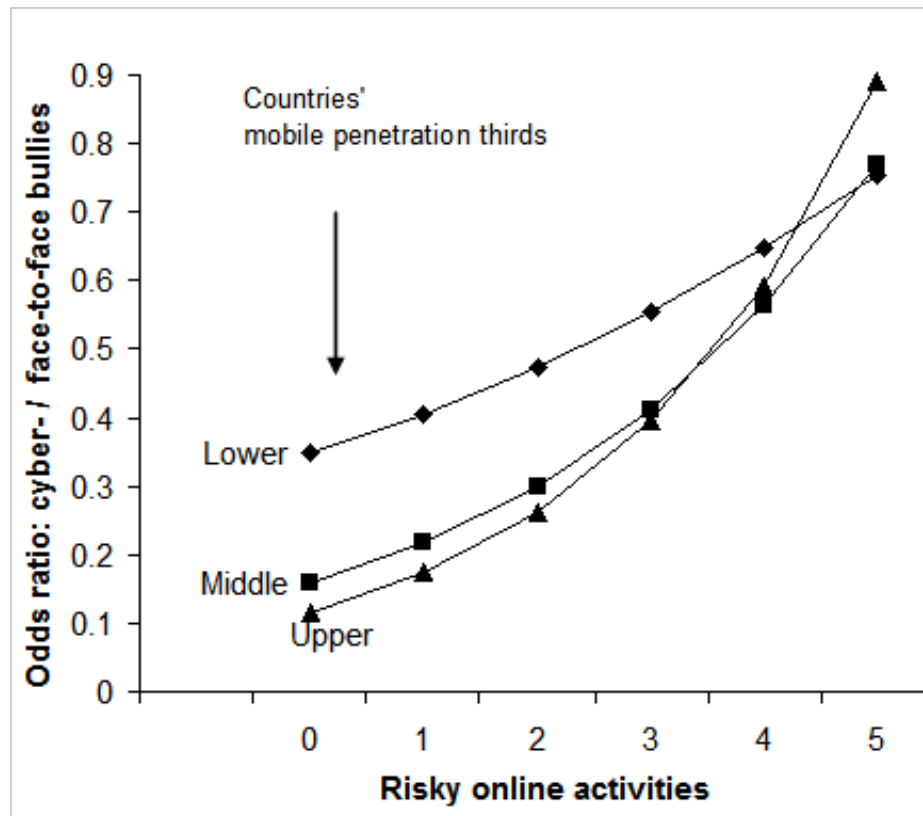 Odds ratio: cyber- / face-to-face bullies
0.9
0.8
0.7
0.6
0.5
0.4
0.3
0.2
0.1
0
Countries'
mobile penetration thirds
Lower
Middle
Upper
0 1 2 3 4 5
Risky online activities